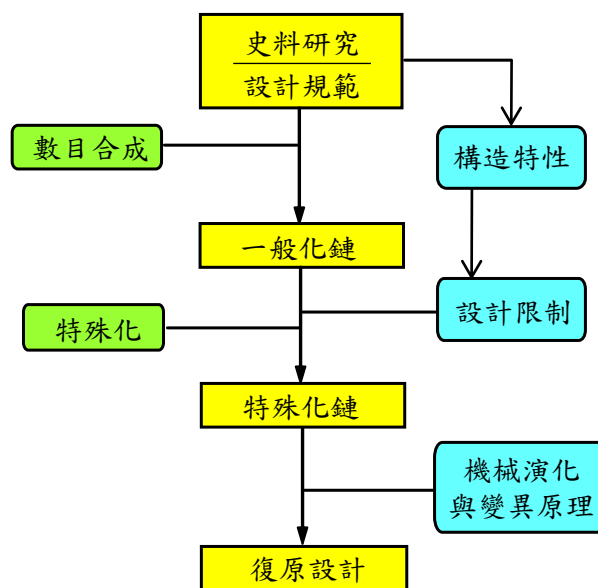 史料研究
設計規範
數目合成
構造特性
一般化鏈
特殊化
設計限制
特殊化鏈
機械演化
與變異原理
復原設計